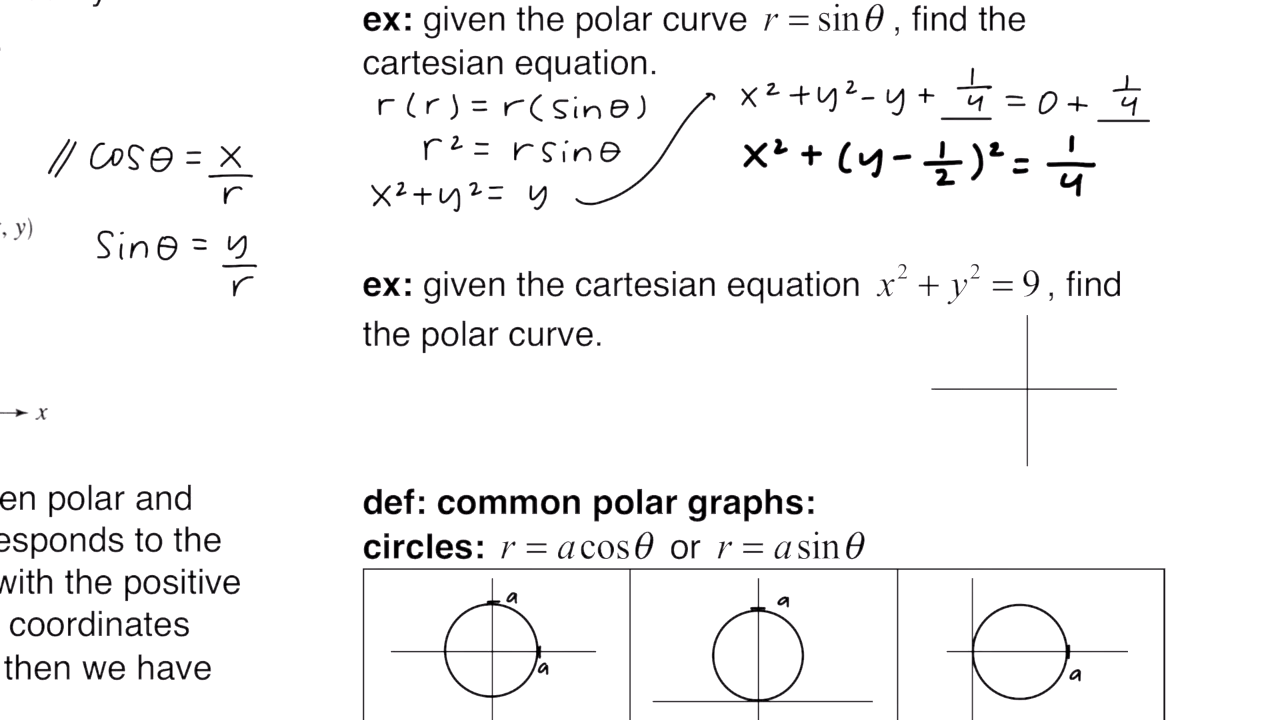 ex: given the polar curve r = sinθ , find the
cartesian equation.
r(r) = r(sinθ)
r² = rsinθ
x²+y² = y
x²+y²-y + 1/4 = 0 + 1/4
x² + (y - 1/2)² = 1/4
// cosθ = x/r
, y)
sinθ = y/r
ex: given the cartesian equation x² + y² = 9 , find
the polar curve.
x
en polar and
esponds to the
with the positive
coordinates
then we have
def: common polar graphs:
circles: r = a cosθ or r = a sinθ
a
a
a
a